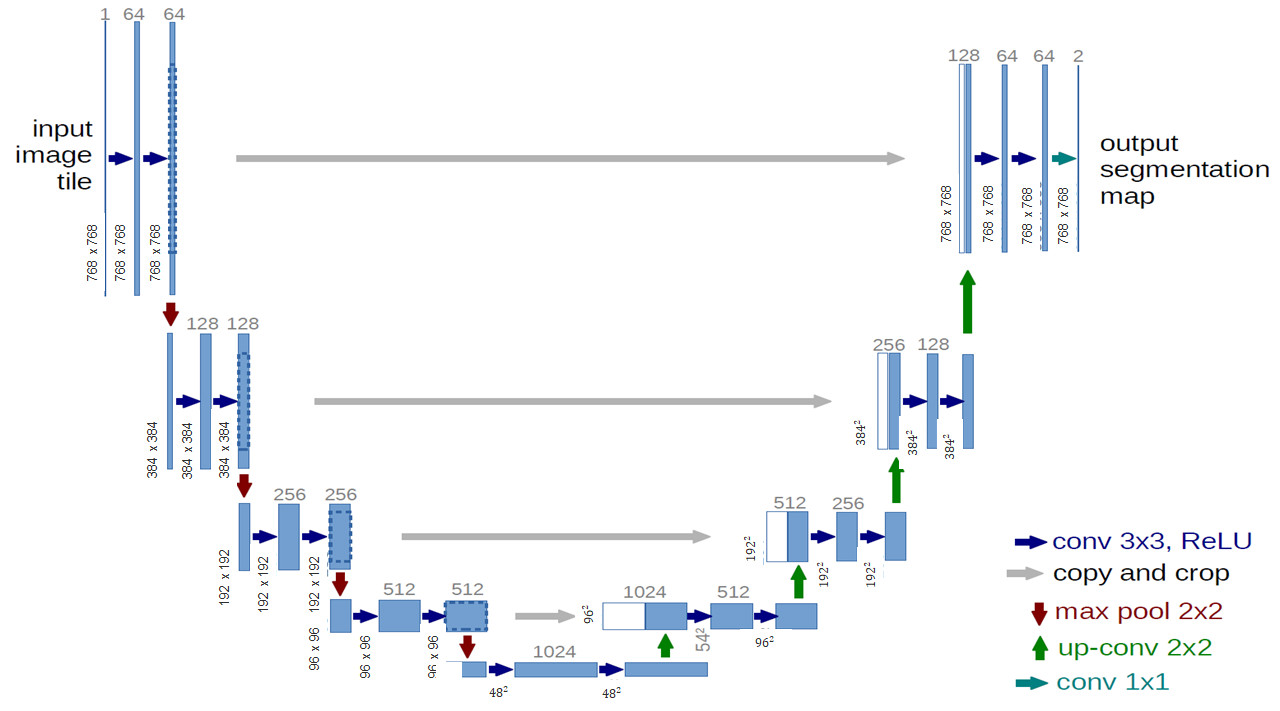 1 64 64
input
image
tile
768 x 768
768 x 768
768 x 768
128 64 64 2
output
segmentation
map
768 x 768
768 x 768
768 x 768
768 x 768
128 128
384 x 384
384 x 384
384 x 384
256 128
384²
384²
384²
256 256
192 x 192
192 x 192
192 x 192
512 256
192²
192²
192²
512 512
96 x 96
96 x 96
96 x 96
1024 512
96²
54²
96²
1024
48²
48²
conv 3x3, ReLU
copy and crop
max pool 2x2
up-conv 2x2
conv 1x1